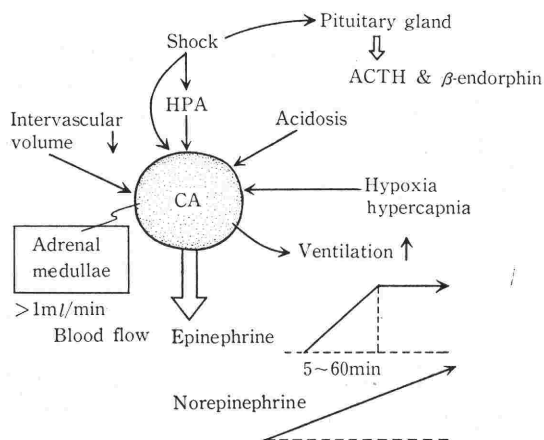 Shock
Pituitary gland
ACTH & β-endorphin
HPA
Intervascular
volume
Acidosis
CA
Hypoxia
hypercapnia
Adrenal
medullae
Ventilation
>1ml/min
Blood flow
Epinephrine
5~60min
Norepinephrine